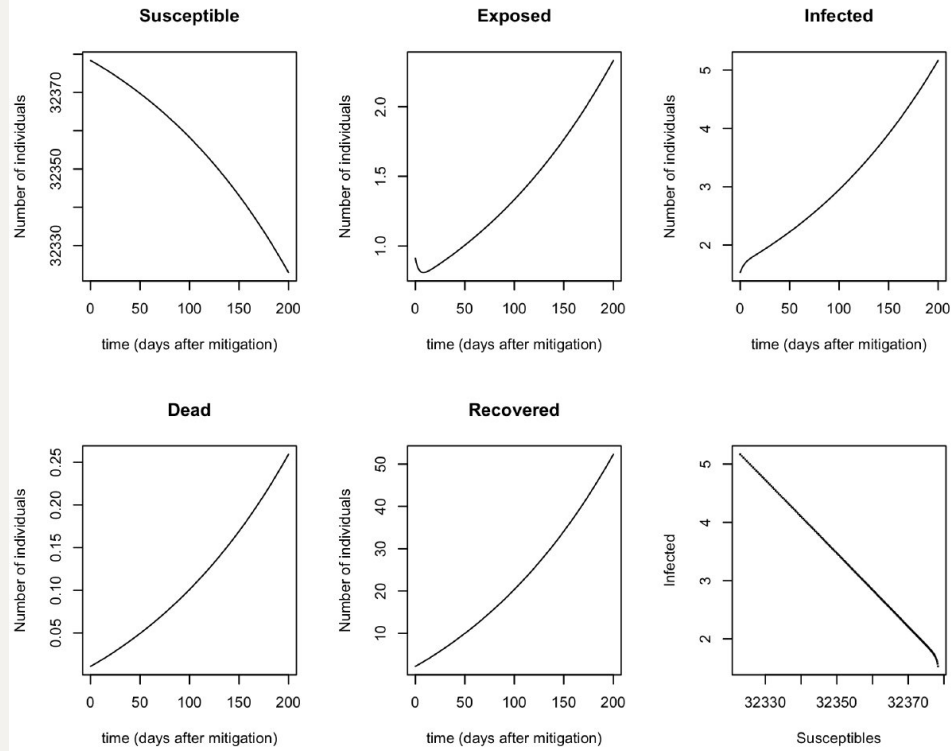 Susceptible
Number of individuals
32330
32350
32370
0 50 100 150 200
time (days after mitigation)
Exposed
Number of individuals
1.0
1.5
2.0
0 50 100 150 200
time (days after mitigation)
Infected
Number of individuals
2
3
4
5
0 50 100 150 200
time (days after mitigation)
Dead
Number of individuals
0.05
0.10
0.15
0.20
0.25
0 50 100 150 200
time (days after mitigation)
Recovered
Number of individuals
10
20
30
40
50
0 50 100 150 200
time (days after mitigation)
Infected
2
3
4
5
32330 32350 32370
Susceptibles